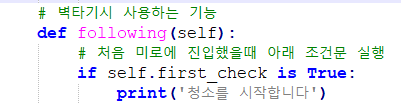 # 벽타기시 사용하는 기능
def following(self):
# 처음 미로에 진입했을때 아래 조건문 실행
if self.first_check is True:
print('청소를 시작합니다')